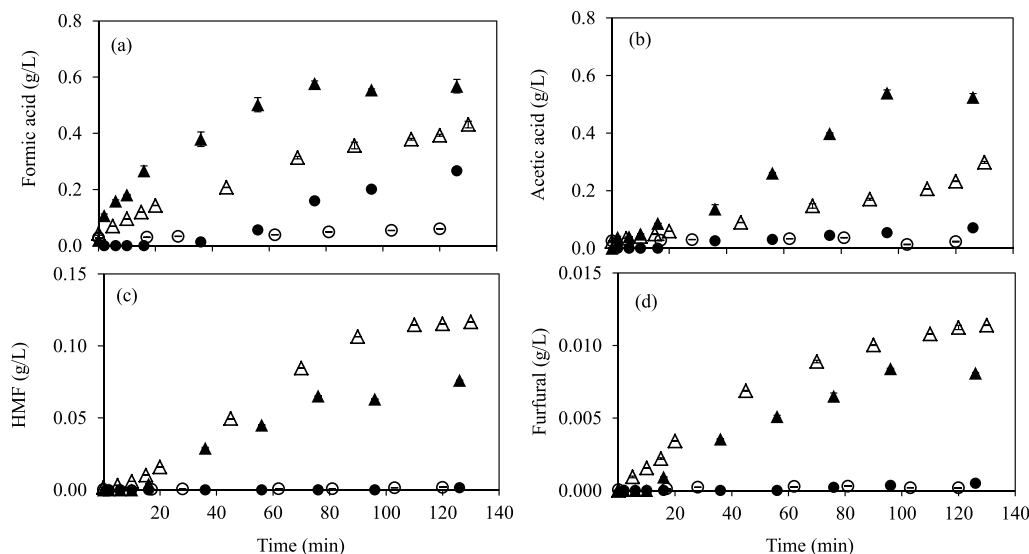 (a)
Formic acid (g/L)
0.8
0.6
0.4
0.2
0.0
(b)
Acetic acid (g/L)
0.8
0.6
0.4
0.2
0.0
(c)
HMF (g/L)
0.15
0.10
0.05
0.00
20 40 60 80 100 120 140
Time (min)
(d)
Furfural (g/L)
0.015
0.010
0.005
0.000
20 40 60 80 100 120 140
Time (min)